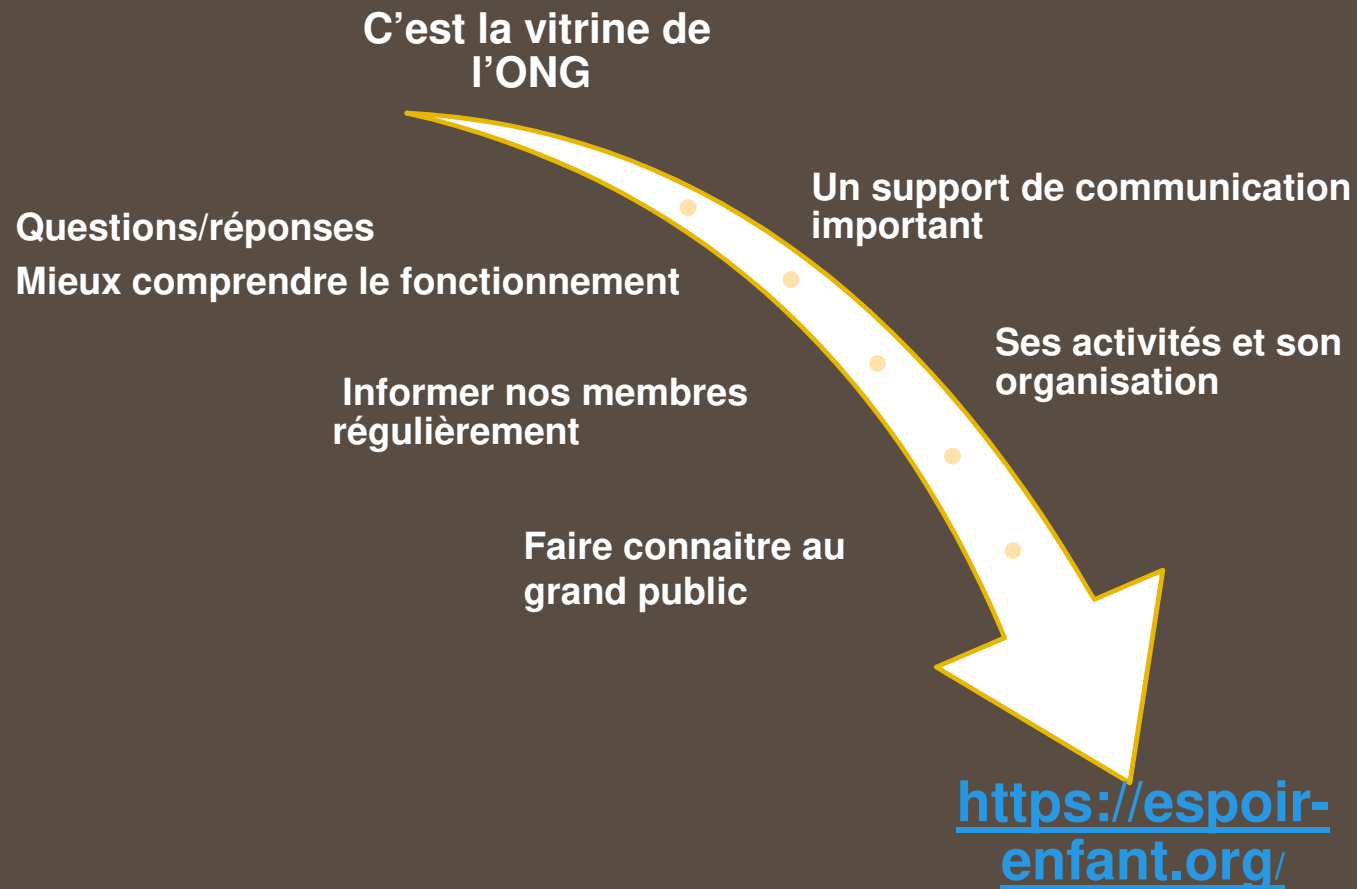 C’est la vitrine de
l’ONG
Un support de communication
important
Questions/réponses
Mieux comprendre le fonctionnement
Ses activités et son
organisation
Informer nos membres
régulièrement
Faire connaitre au
grand public
https://espoir-
enfant.org/